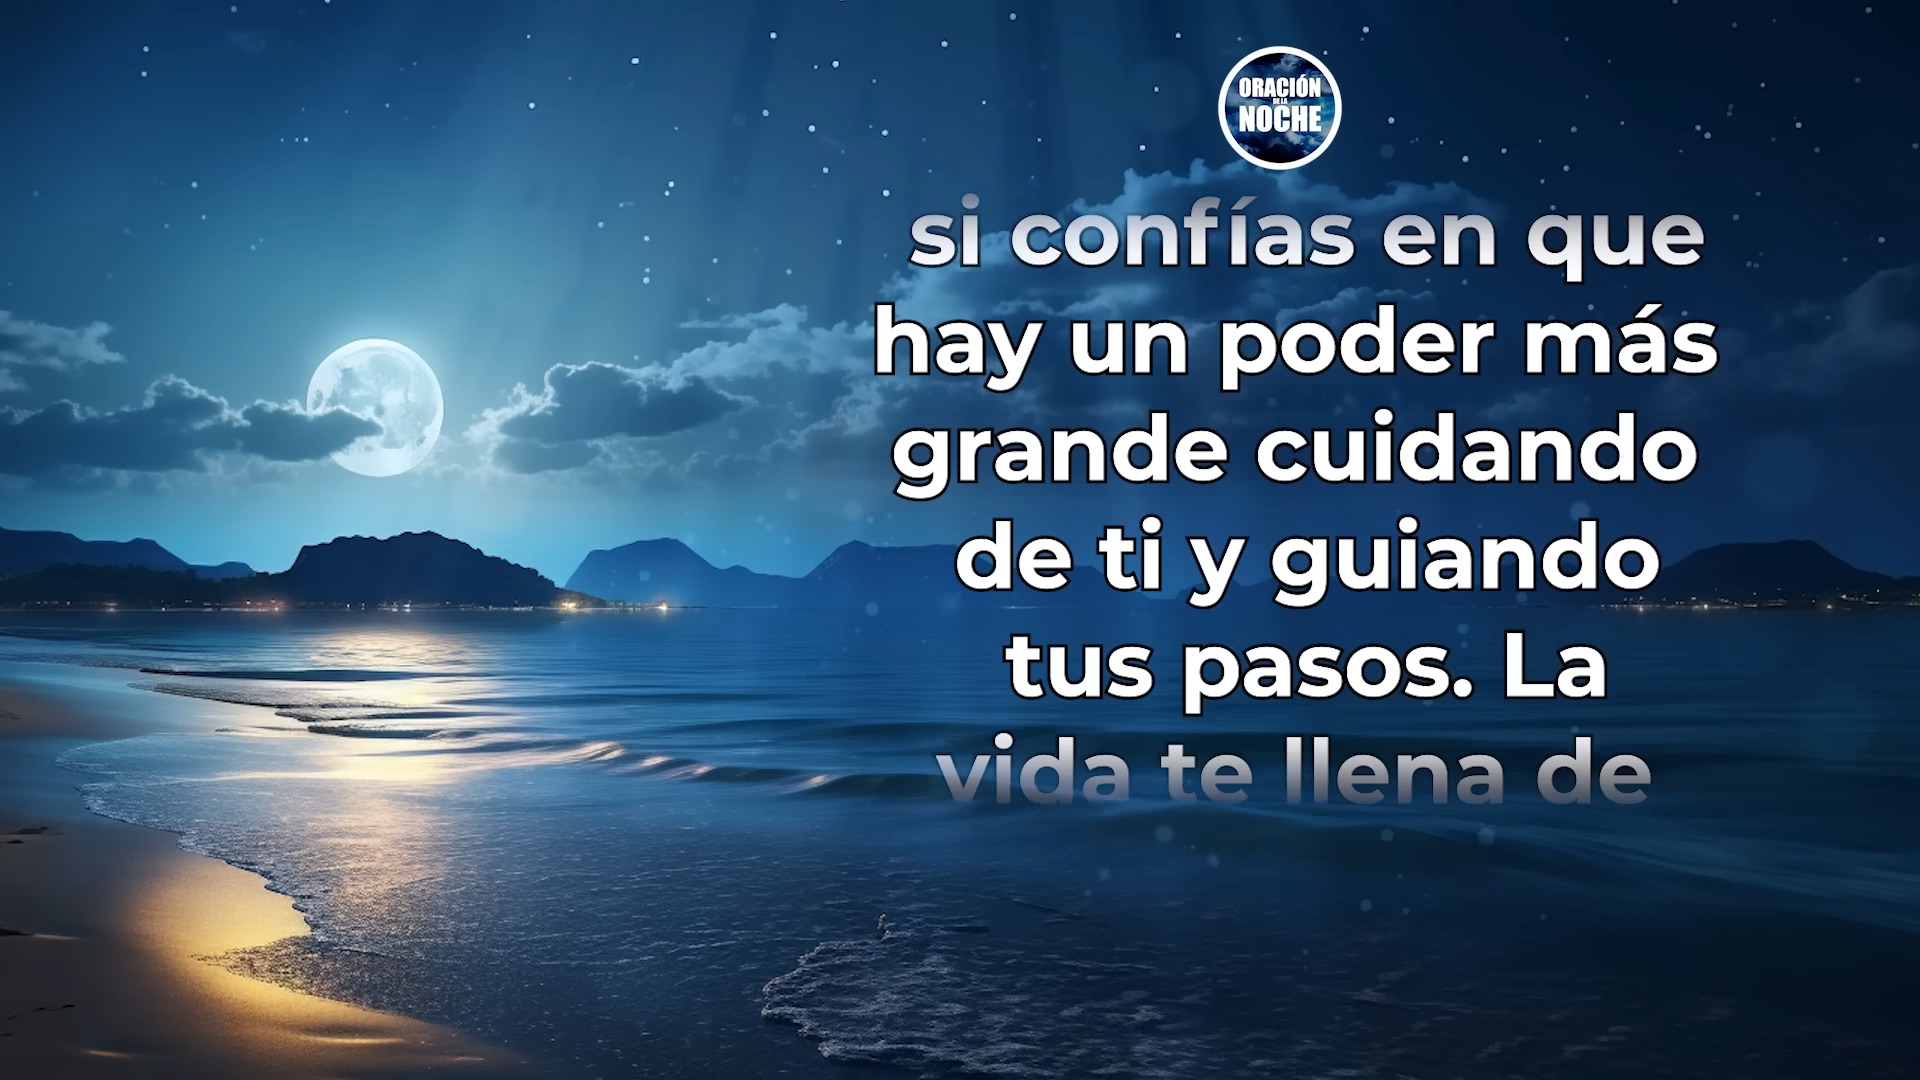 ORACIÓN
DE LA
NOCHE
si confías en que
hay un poder más
grande cuidando
de ti y guiando
tus pasos. La
vida te llena de